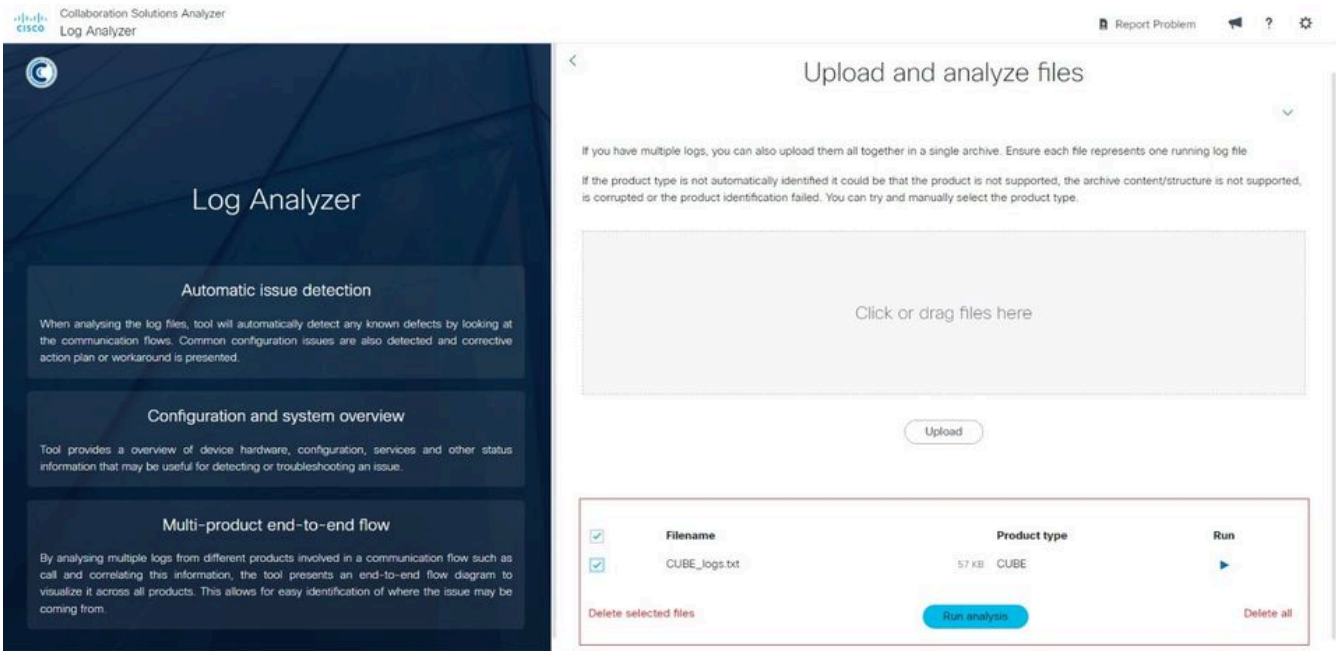 Collaboration Solutions Analyzer
CISCO
Log Analyzer
Report Problem
?
Log Analyzer
Automatic issue detection
When analysing the log files, tool will automatically detect any known defects by looking at
the communication flows. Common configuration issues are also detected and corrective
action plan or workaround is presented.
Configuration and system overview
Tool provides a overview of device hardware, configuration, services and other status
information that may be useful for detecting or troubleshooting an issue.
Multi-product end-to-end flow
By analysing multiple logs from different products involved in a communication flow such as
call and correlating this information, the tool presents an end-to-end flow diagram to
visualize it across all products. This allows for easy identification of where the issue may be
coming from.
Upload and analyze files
If you have multiple logs, you can also upload them all together in a single archive. Ensure each file represents one running log file
If the product type is not automatically identified it could be that the product is not supported, the archive content/structure is not supported,
is corrupted or the product identification failed. You can try and manually select the product type.
Click or drag files here
Upload
Filename Product type Run
CUBE_logs.txt 57 KB CUBE
Delete selected files Run analysis Delete all